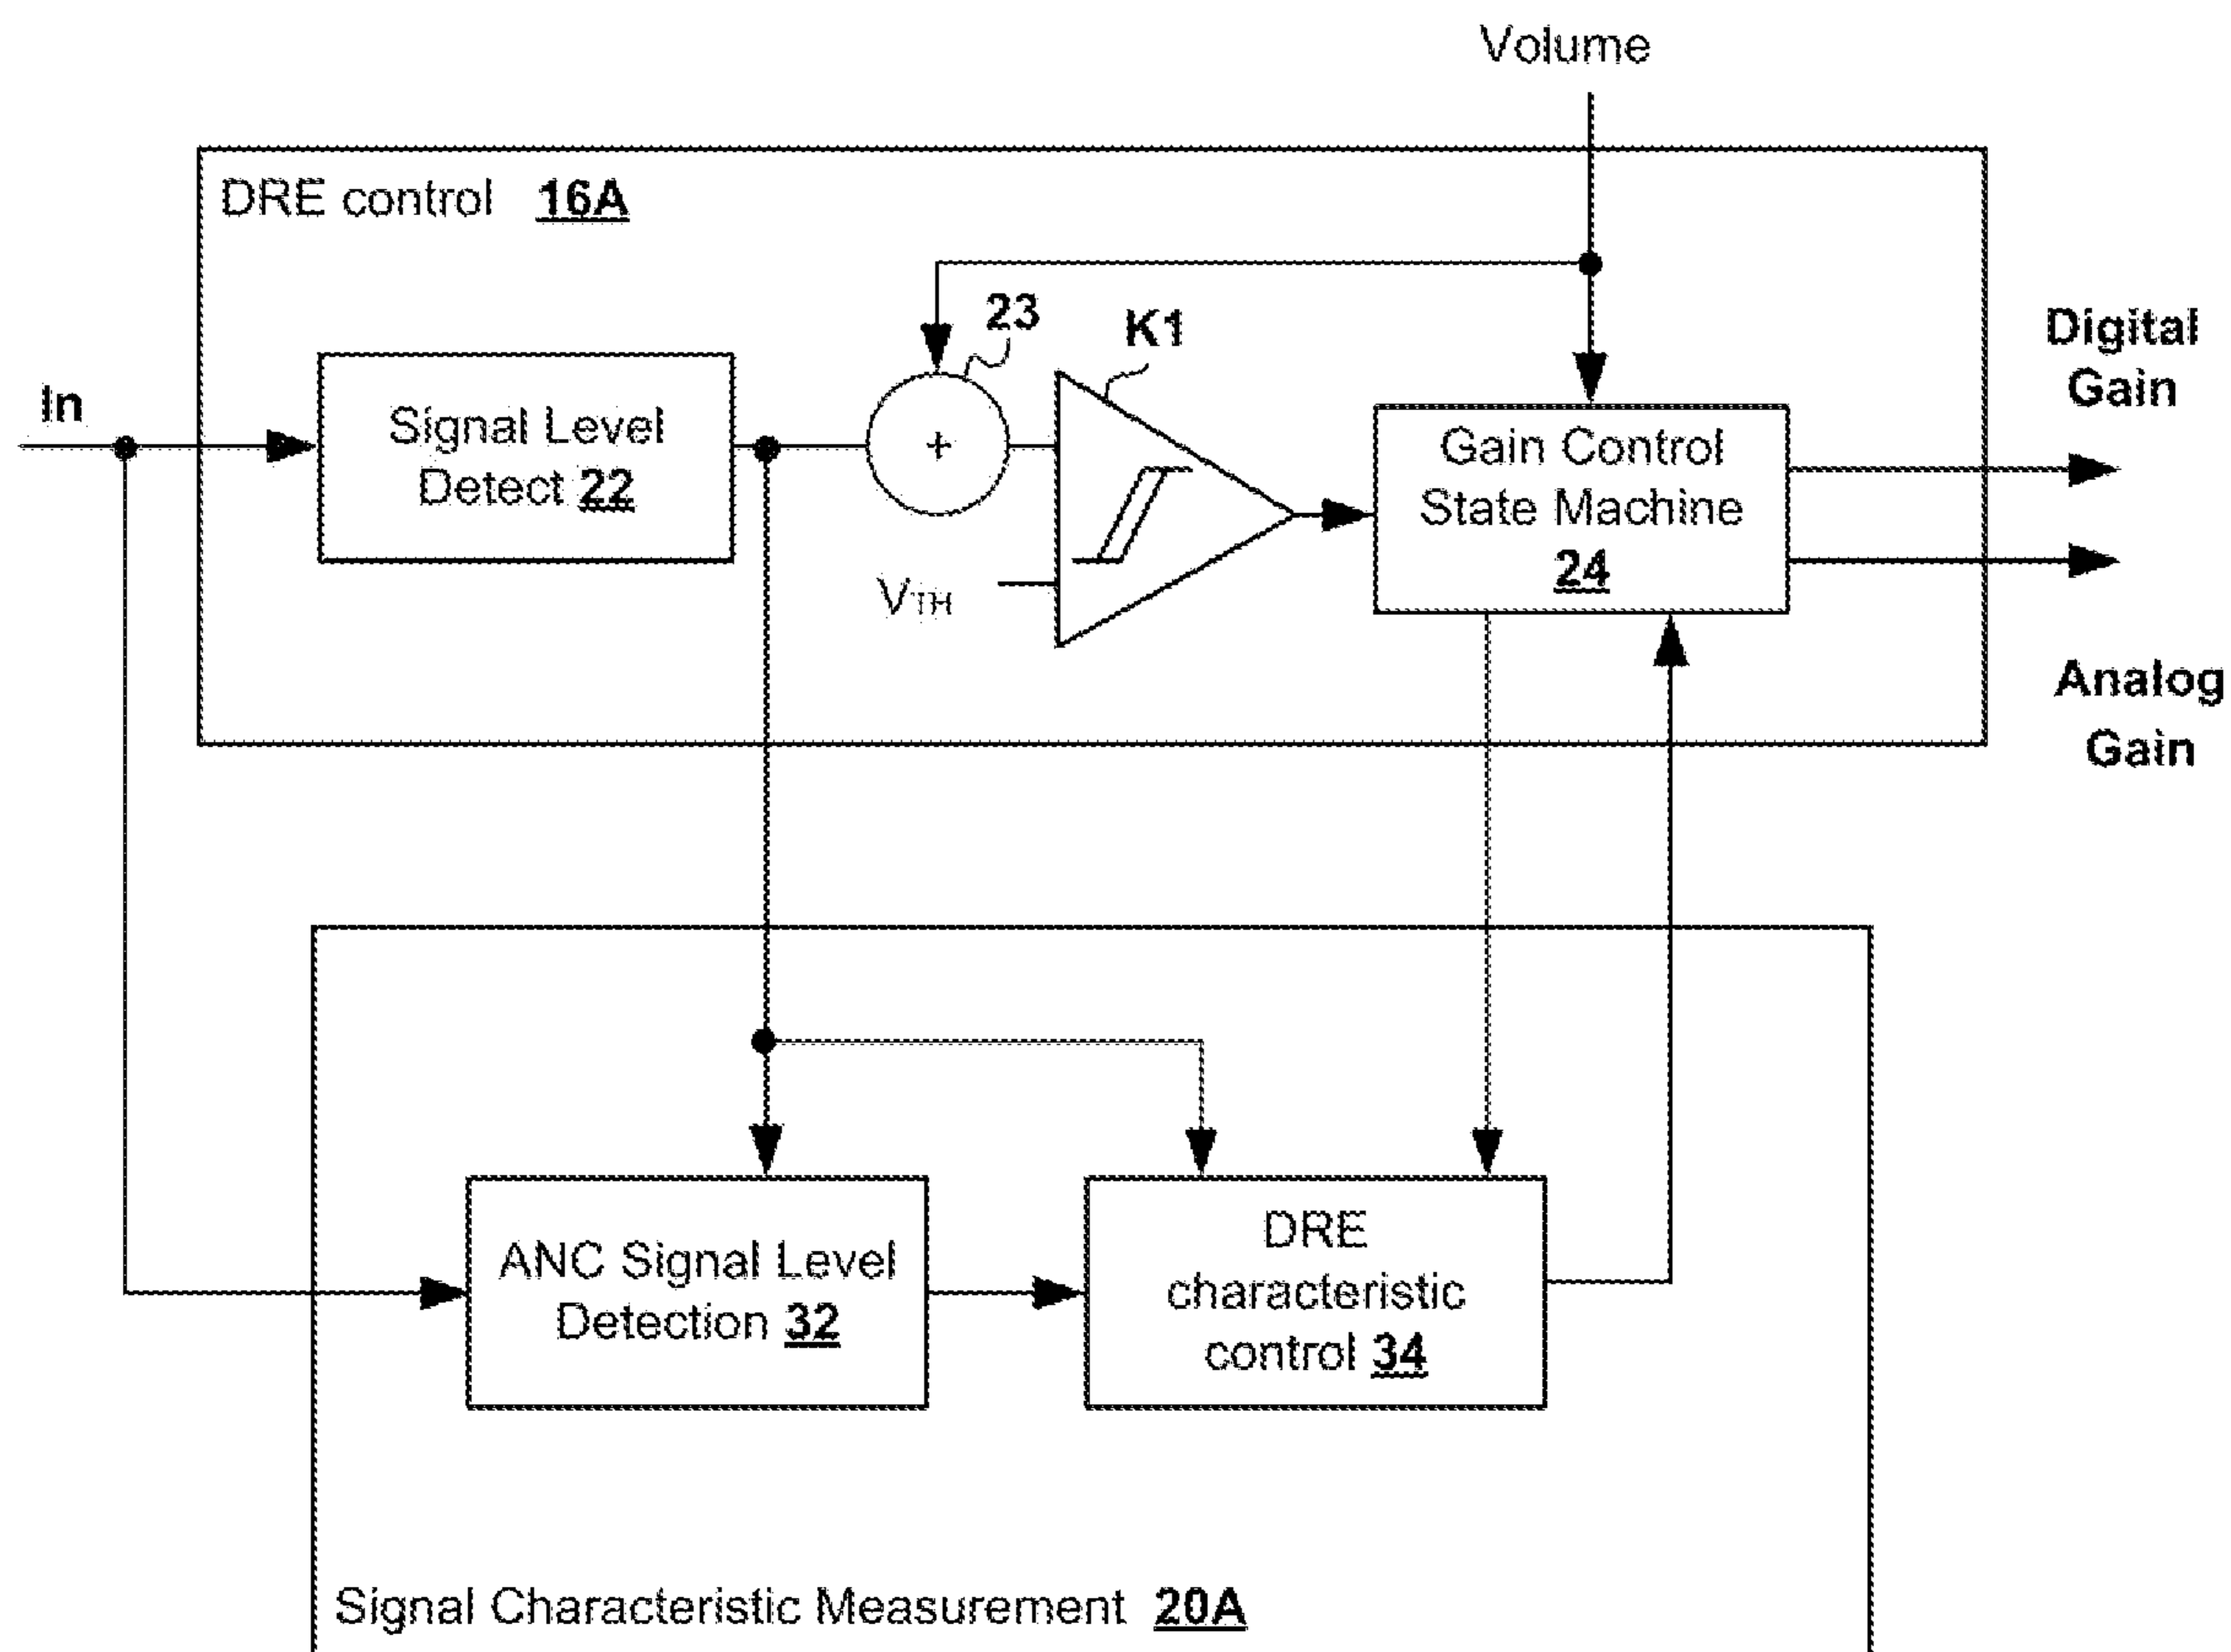 Volume
DRE control 16A
23
K1
Digital
Gain
In
Signal Level
Detect 22
+
Gain Control
State Machine
24
VTH
Analog
Gain
ANC Signal Level
Detection 32
DRE
characteristic
control 34
Signal Characteristic Measurement 20A